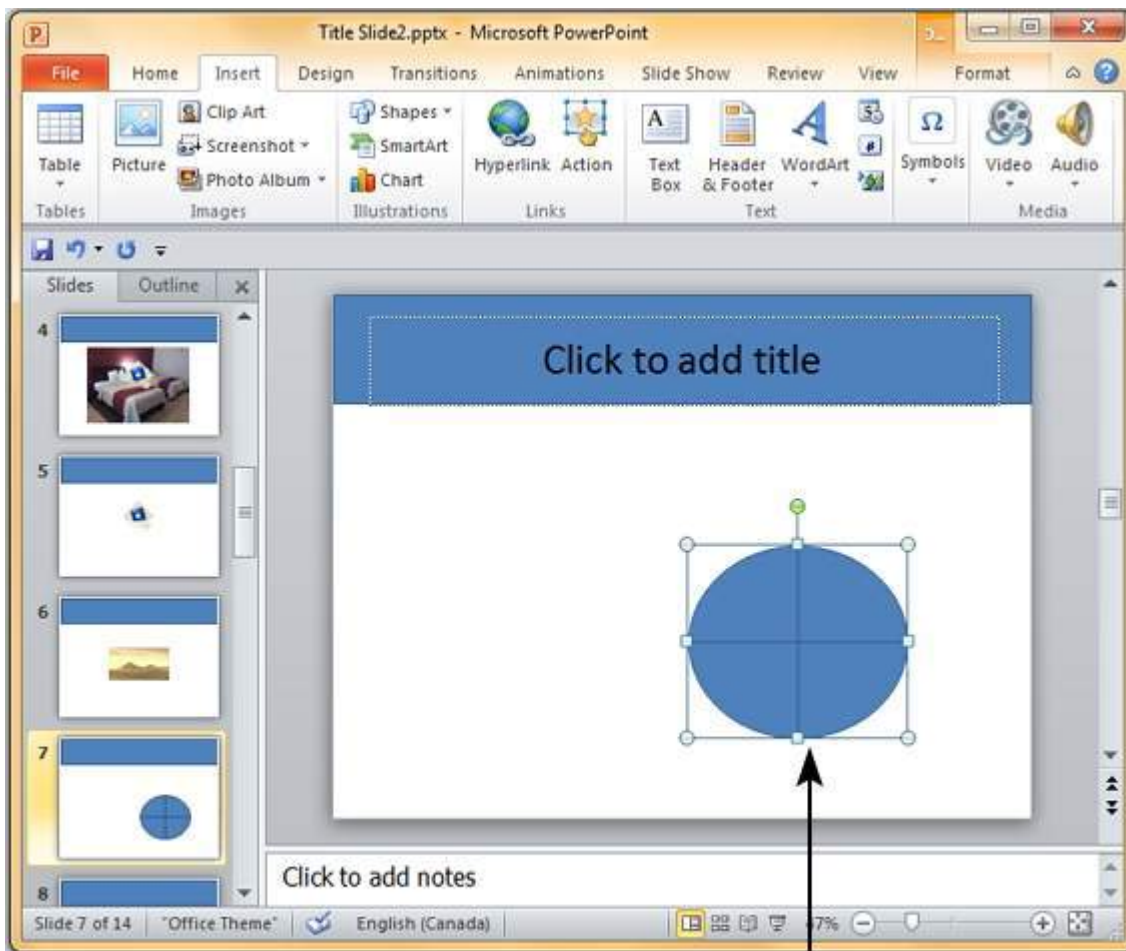 Title Slide2.pptx - Microsoft PowerPoint
File Home Insert Design Transitions Animations Slide Show Review View Format
Table
Tables
Picture
Clip Art
Screenshot
Photo Album
Images
Shapes
SmartArt
Chart
Illustrations
Hyperlink Action
Links
Text Box
Header & Footer
WordArt
Text
Symbols
Video Audio
Media
Slides Outline
4
5
6
7
8
Click to add title
Click to add notes
Slide 7 of 14 "Office Theme" English (Canada) 67%